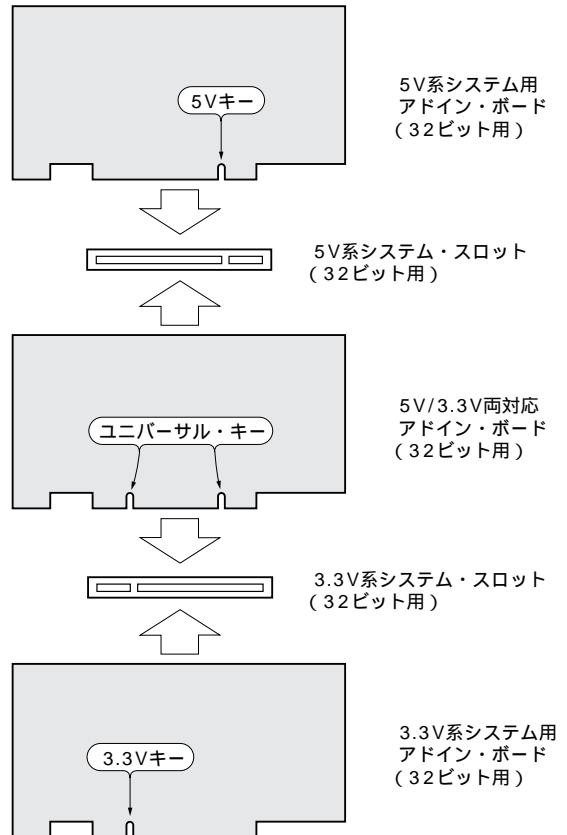 5V系システム用
アドイン・ボード
(32ビット用)
5Vキー
5V系システム・スロット
(32ビット用)
5V/3.3V両対応
アドイン・ボード
(32ビット用)
ユニバーサル・キー
3.3V系システム・スロット
(32ビット用)
3.3V系システム用
アドイン・ボード
(32ビット用)
3.3Vキー